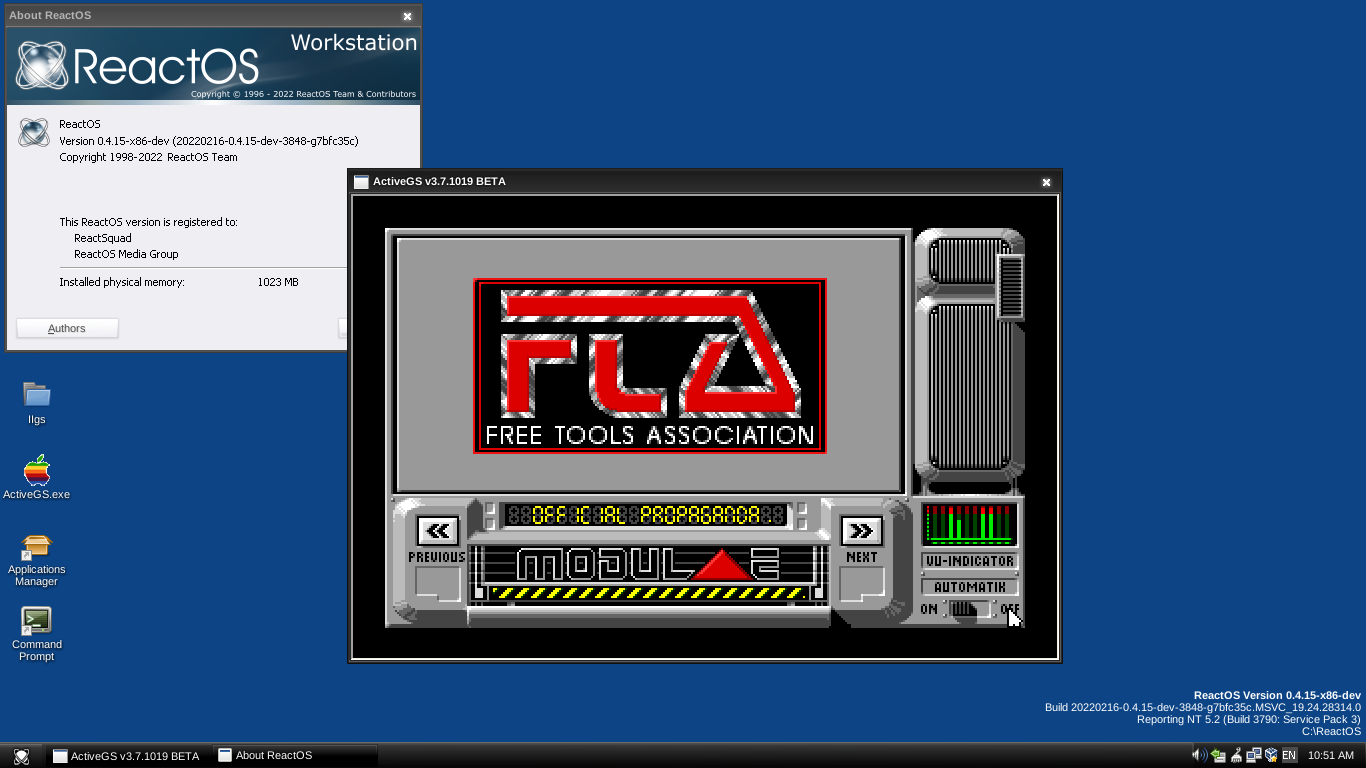 About ReactOS
Workstation
ReactOS
Copyright © 1996 - 2022 ReactOS Team & Contributors
ReactOS
Version 0.4.15-x86-dev (20220216-0.4.15-dev-3848-g7bfc35c)
Copyright 1998-2022 ReactOS Team
This ReactOS version is registered to:
ReactSquad
ReactOS Media Group
Installed physical memory: 1023 MB
Authors
ActiveGS v3.7.1019 BETA
FTA
FREE TOOLS ASSOCIATION
OFFICIAL PROPAGANDA
PREVIOUS
NEXT
MODULAE
VU-INDICATOR
AUTOMATIK
ON OFF
IIgs
ActiveGS.exe
Applications
Manager
Command
Prompt
ReactOS Version 0.4.15-x86-dev
Build 20220216-0.4.15-dev-3848-g7bfc35c.MSVC_19.24.28314.0
Reporting NT 5.2 (Build 3790: Service Pack 3)
C:\ReactOS
ActiveGS v3.7.1019 BETA
About ReactOS
EN
10:51 AM